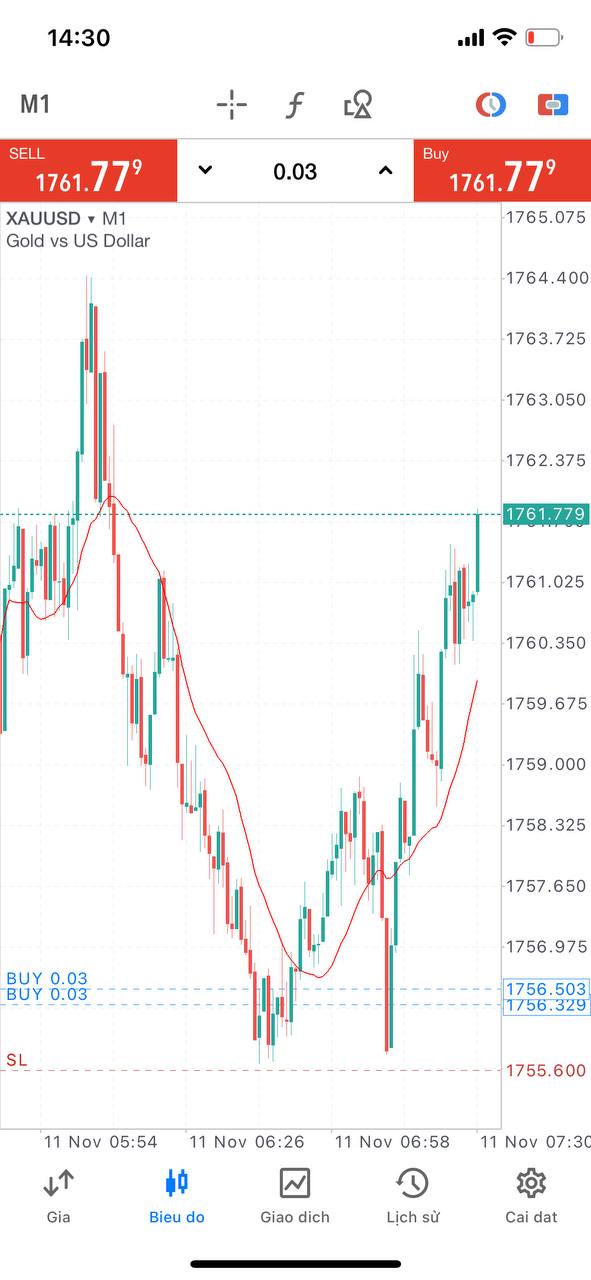 14:30
M1
SELL
1761.77⁹
0.03
Buy
1761.77⁹
XAUUSD ▾ M1
Gold vs US Dollar
1765.075
1764.400
1763.725
1763.050
1762.375
1761.779
1761.025
1760.350
1759.675
1759.000
1758.325
1757.650
1756.975
BUY 0.03
1756.503
BUY 0.03
1756.329
SL
1755.600
11 Nov 05:54
11 Nov 06:26
11 Nov 06:58
11 Nov 07:30
Gia
Bieu do
Giao dich
Lịch sử
Cai dat